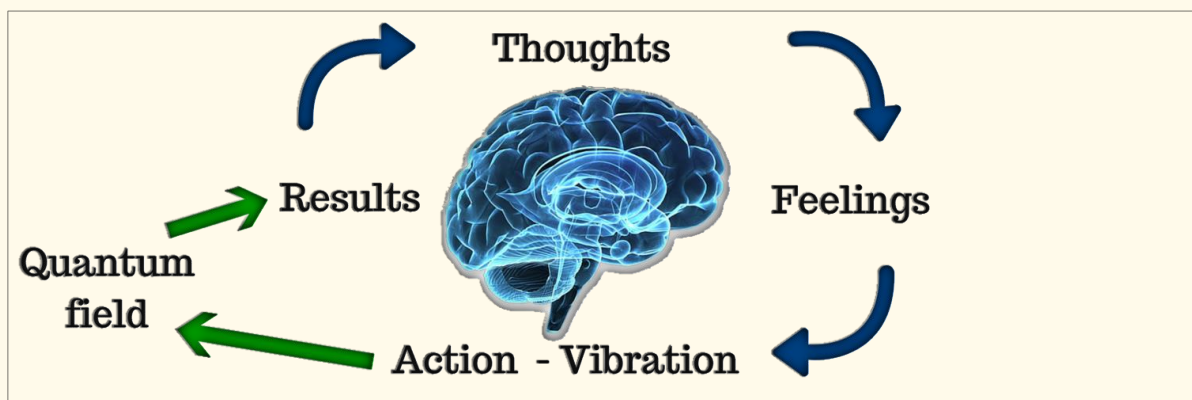 Thoughts
Results
Feelings
Quantum
field
Action - Vibration